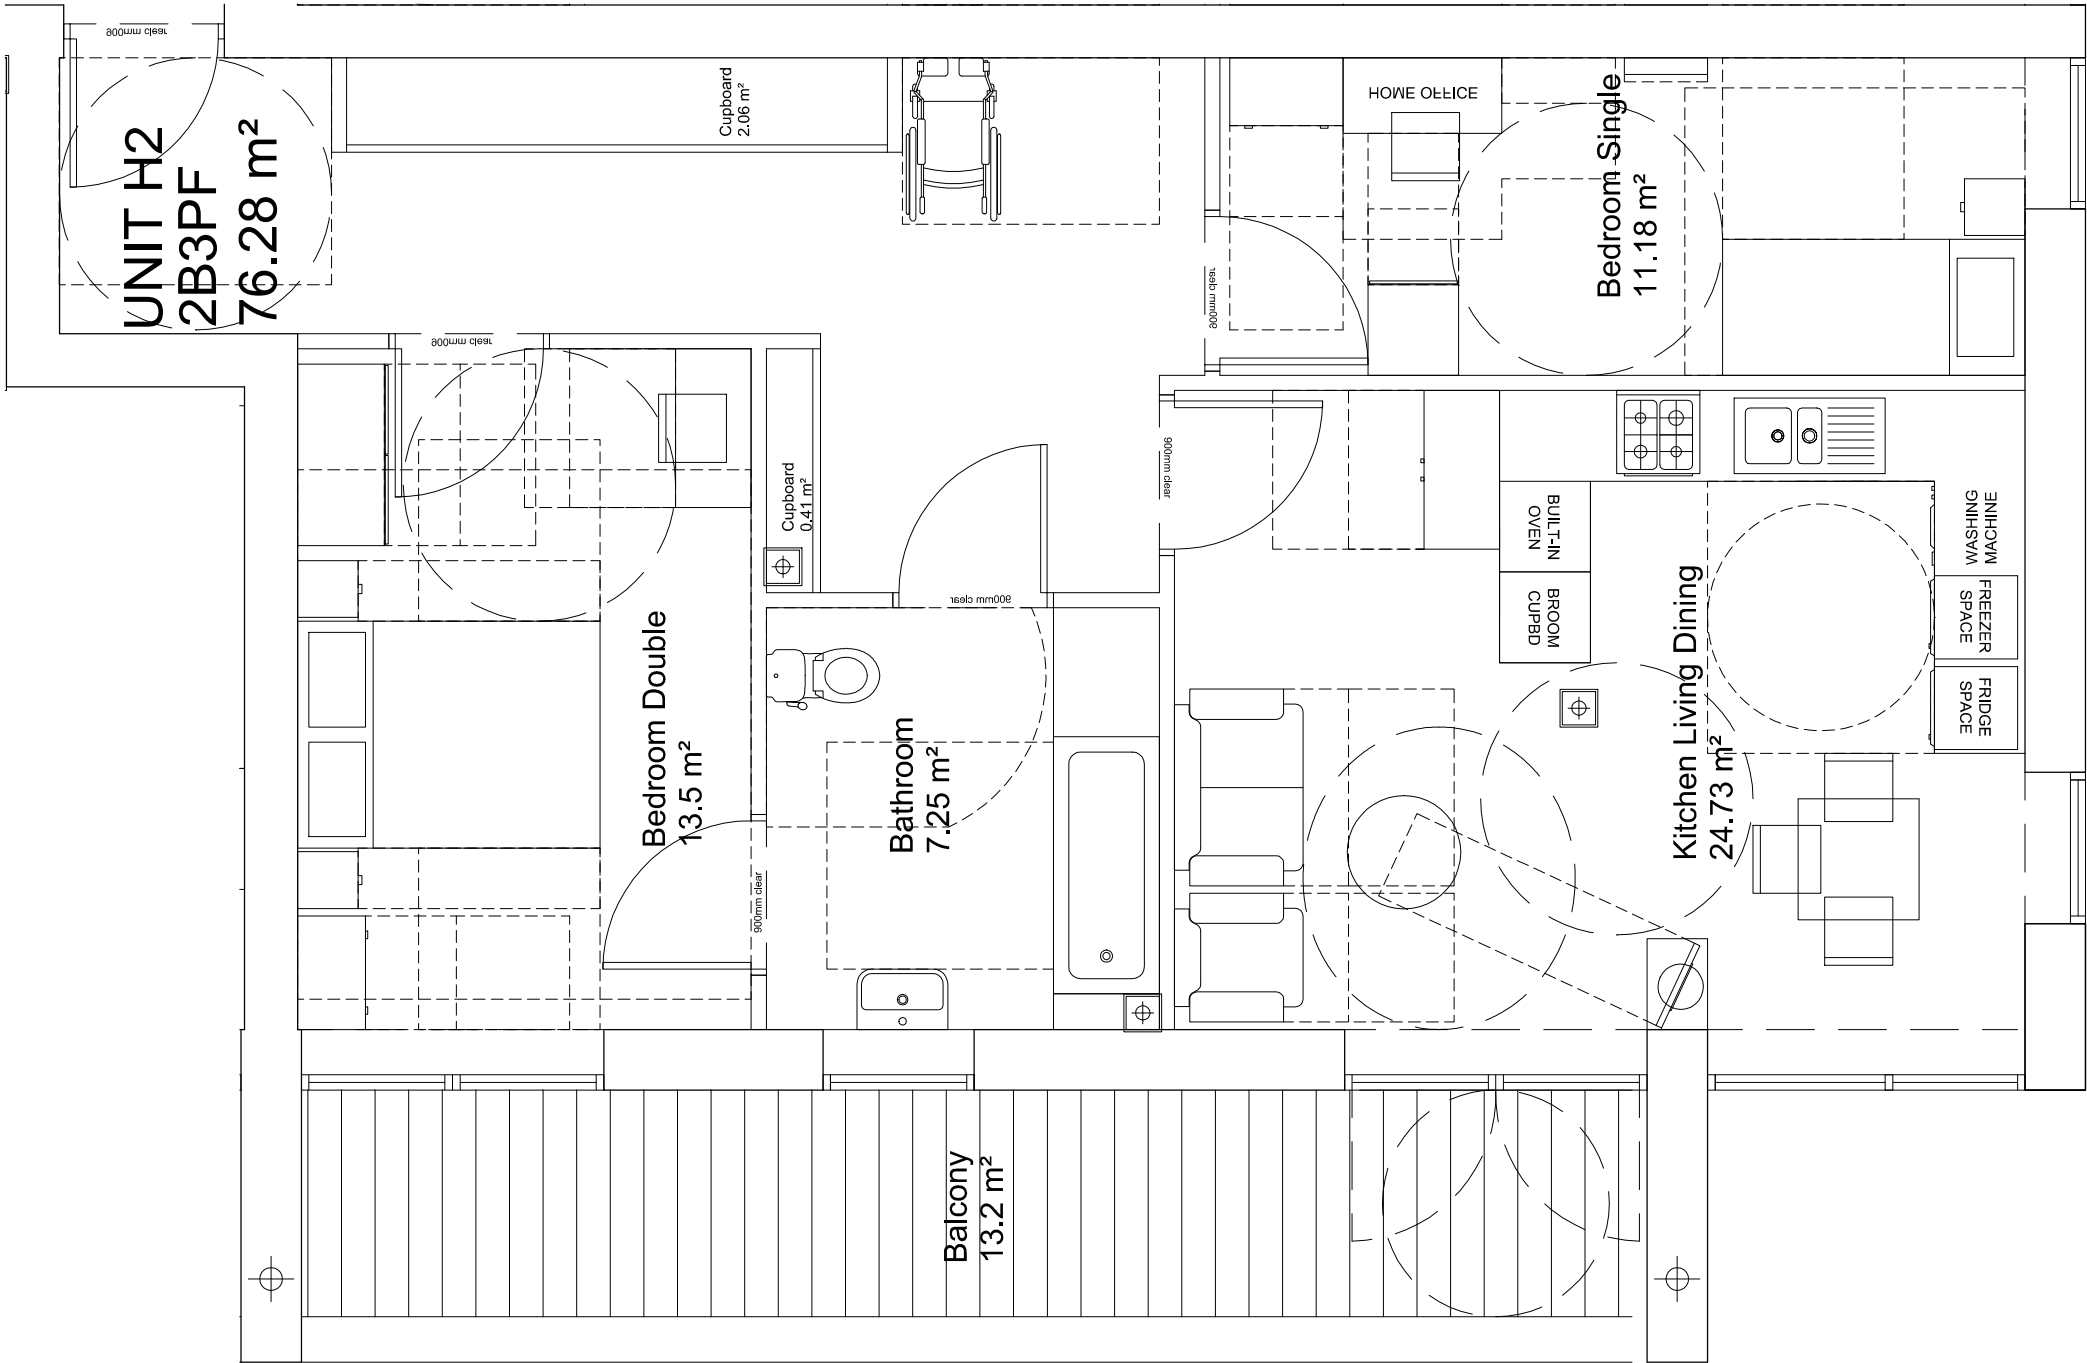 900mm clear
UNIT H2
2B3PF
76.28 m²
Cupboard
2.06 m²
HOME OFFICE
Bedroom Single
11.18 m²
900mm clear
900mm clear
Cupboard
0.41 m²
900mm clear
BUILT-IN
OVEN
WASHING
MACHINE
BROOM
CUPBD
FREEZER
SPACE
FRIDGE
SPACE
900mm clear
Bedroom Double
13.5 m²
Bathroom
7.25 m²
Kitchen Living Dining
24.73 m²
900mm clear
Balcony
13.2 m²